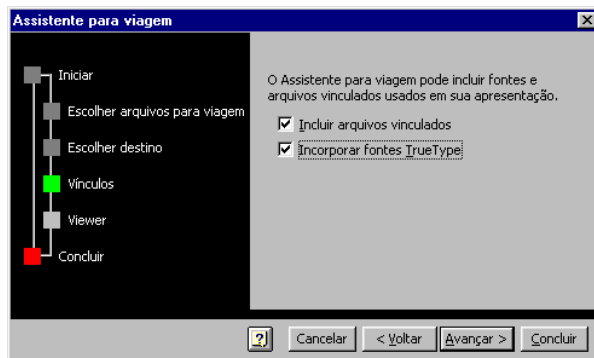 Assistente para viagem
Iniciar
Escolher arquivos para viagem
Escolher destino
Vínculos
Viewer
Concluir
O Assistente para viagem pode incluir fontes e
arquivos vinculados usados em sua apresentação.
Incluir arquivos vinculados
Incorporar fontes TrueType
? Cancelar < Voltar Avançar > Concluir